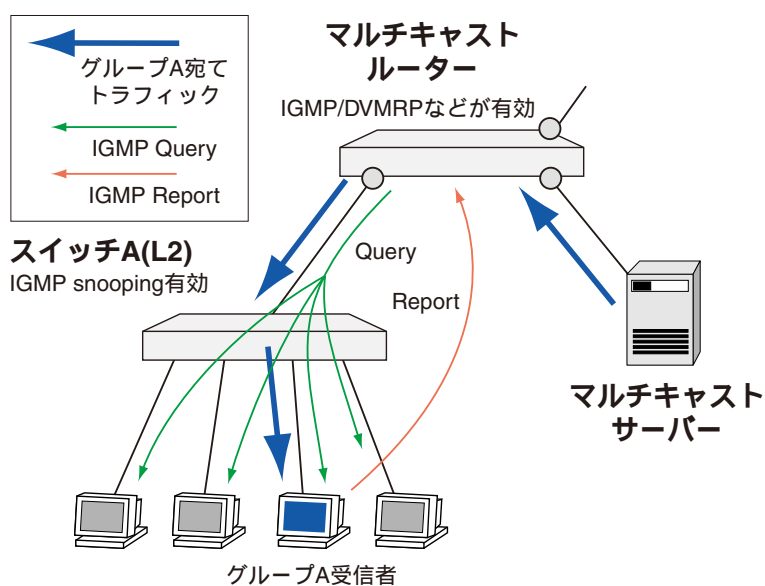 グループA宛て
トラフィック
IGMP Query
IGMP Report
マルチキャスト
ルーター
IGMP/DVMRPなどが有効
スイッチA(L2)
IGMP snooping有効
Query
Report
マルチキャスト
サーバー
グループA受信者